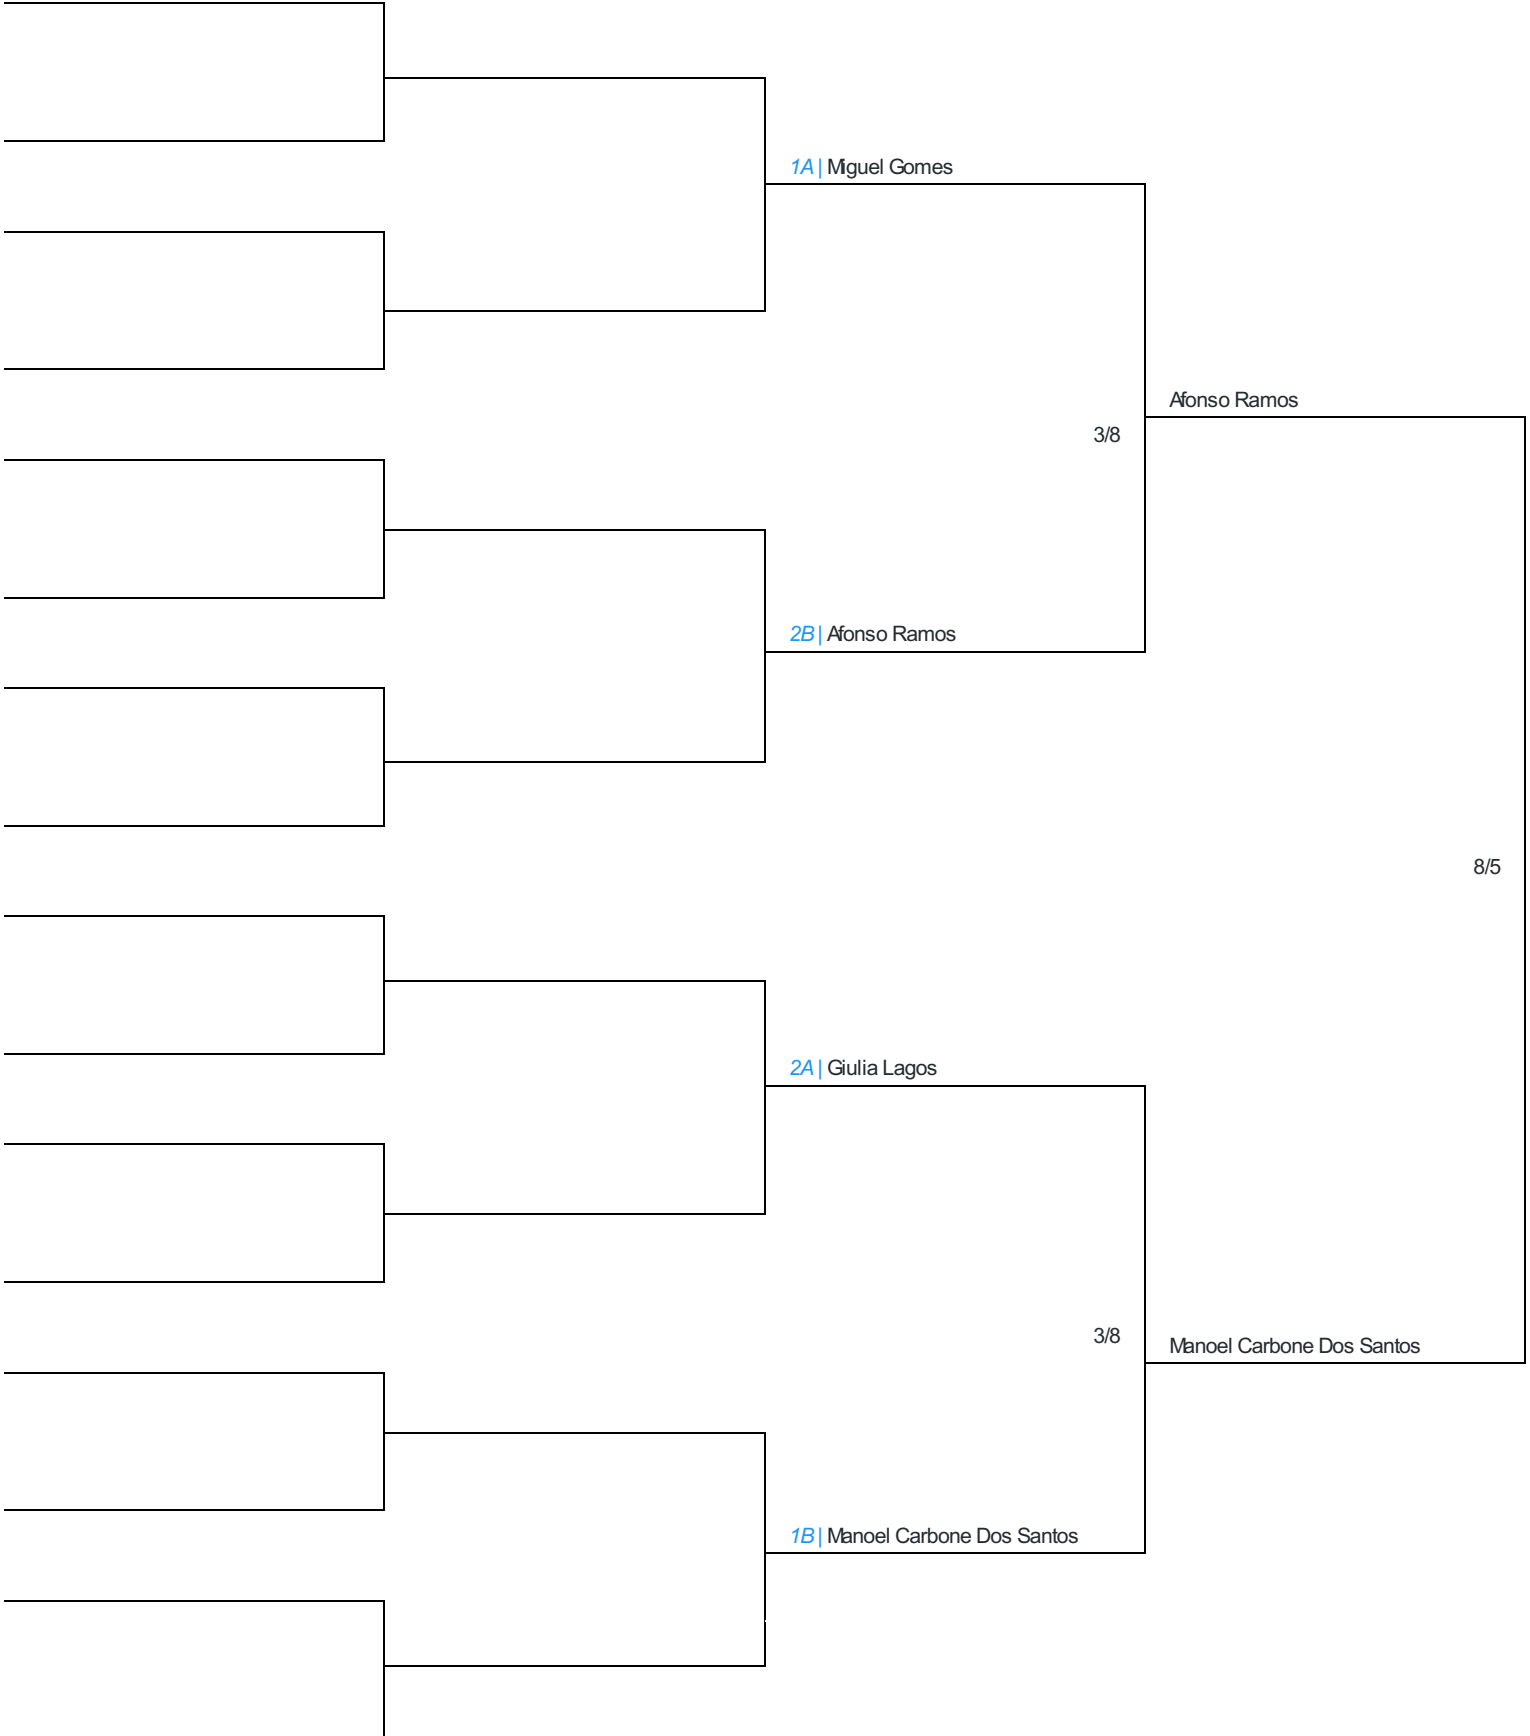 1A | Miguel Gomes
Afonso Ramos
3/8
2B | Afonso Ramos
8/5
2A | Giulia Lagos
3/8
Manoel Carbone Dos Santos
1B | Manoel Carbone Dos Santos